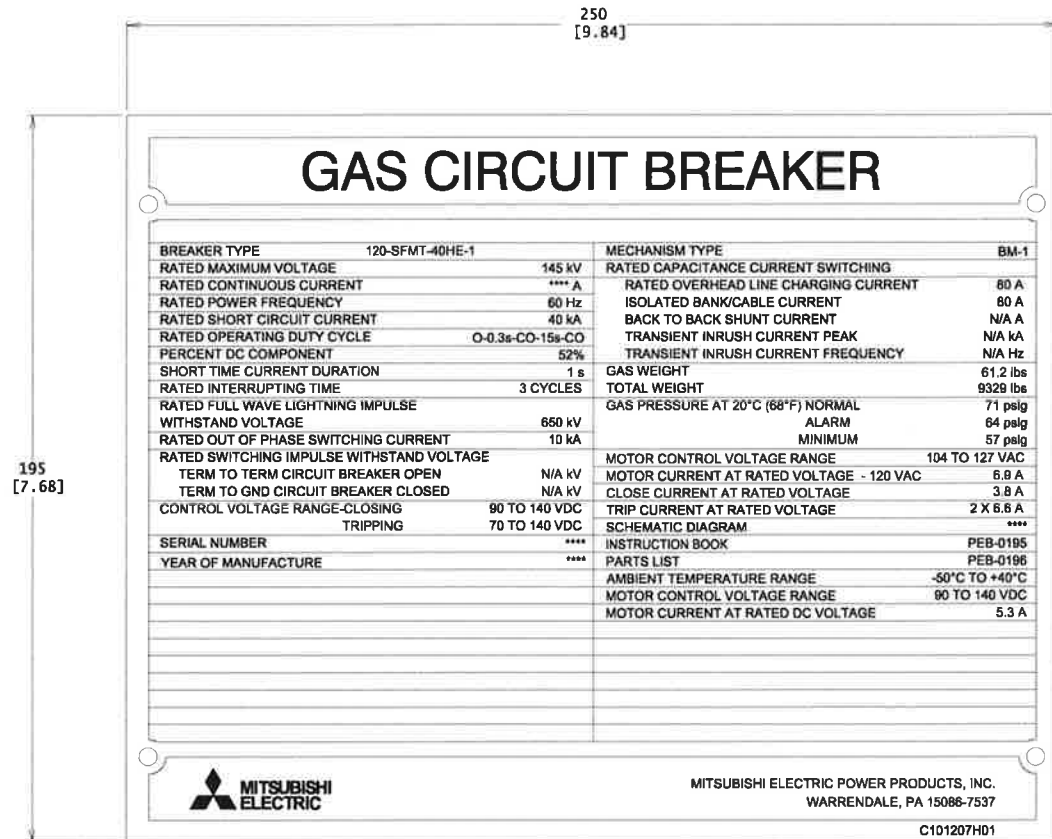 250
[9.84]
195
[7.68]
GAS CIRCUIT BREAKER
BREAKER TYPE 120-SFMT-40HE-1
RATED MAXIMUM VOLTAGE 145 kV
RATED CONTINUOUS CURRENT **** A
RATED POWER FREQUENCY 60 Hz
RATED SHORT CIRCUIT CURRENT 40 kA
RATED OPERATING DUTY CYCLE O-0.3s-CO-15s-CO
PERCENT DC COMPONENT 52%
SHORT TIME CURRENT DURATION 1 s
RATED INTERRUPTING TIME 3 CYCLES
RATED FULL WAVE LIGHTNING IMPULSE
WITHSTAND VOLTAGE 650 kV
RATED OUT OF PHASE SWITCHING CURRENT 10 kA
RATED SWITCHING IMPULSE WITHSTAND VOLTAGE
TERM TO TERM CIRCUIT BREAKER OPEN N/A kV
TERM TO GND CIRCUIT BREAKER CLOSED N/A kV
CONTROL VOLTAGE RANGE-CLOSING 90 TO 140 VDC
TRIPPING 70 TO 140 VDC
SERIAL NUMBER ****
YEAR OF MANUFACTURE ****
MECHANISM TYPE BM-1
RATED CAPACITANCE CURRENT SWITCHING
RATED OVERHEAD LINE CHARGING CURRENT 80 A
ISOLATED BANK/CABLE CURRENT 80 A
BACK TO BACK SHUNT CURRENT N/A A
TRANSIENT INRUSH CURRENT PEAK N/A kA
TRANSIENT INRUSH CURRENT FREQUENCY N/A Hz
GAS WEIGHT 61.2 lbs
TOTAL WEIGHT 9329 lbs
GAS PRESSURE AT 20°C (68°F) NORMAL 71 psig
ALARM 64 psig
MINIMUM 57 psig
MOTOR CONTROL VOLTAGE RANGE 104 TO 127 VAC
MOTOR CURRENT AT RATED VOLTAGE - 120 VAC 6.8 A
CLOSE CURRENT AT RATED VOLTAGE 3.8 A
TRIP CURRENT AT RATED VOLTAGE 2 X 6.6 A
SCHEMATIC DIAGRAM ****
INSTRUCTION BOOK PEB-0195
PARTS LIST PEB-0196
AMBIENT TEMPERATURE RANGE -50°C TO +40°C
MOTOR CONTROL VOLTAGE RANGE 90 TO 140 VDC
MOTOR CURRENT AT RATED DC VOLTAGE 5.3 A
MITSUBISHI
ELECTRIC
MITSUBISHI ELECTRIC POWER PRODUCTS, INC.
WARRENDALE, PA 15086-7537
C101207H01